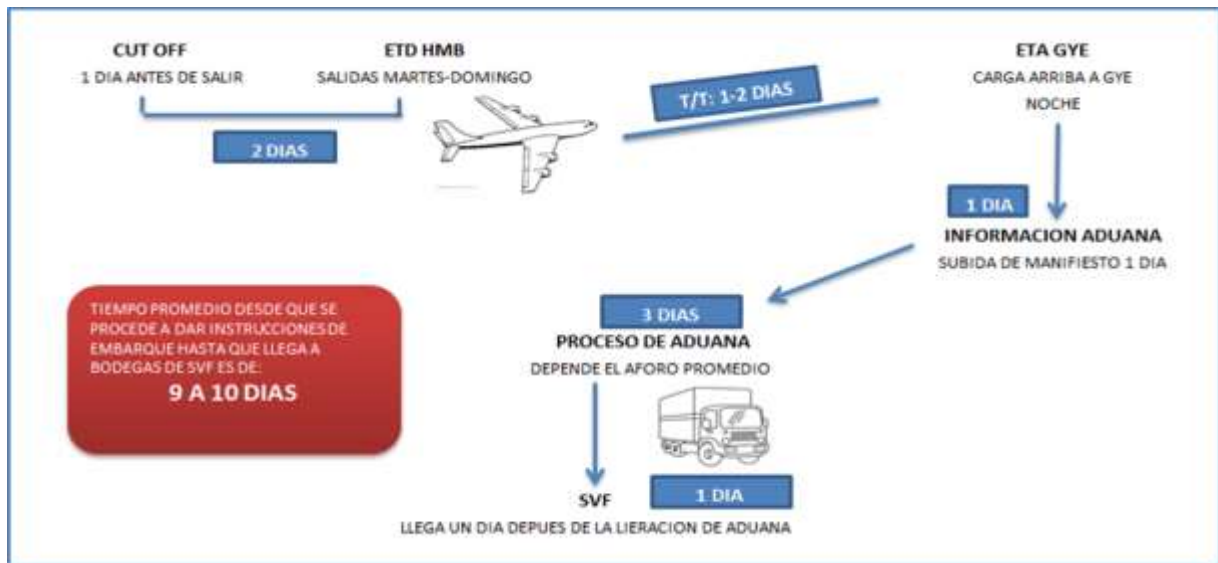 CUT OFF
1 DIA ANTES DE SALIR
ETD HMB
SALIDAS MARTES-DOMINGO
2 DIAS
T/T: 1-2 DIAS
ETA GYE
CARGA ARRIBA A GYE
NOCHE
1 DIA
INFORMACION ADUANA
SUBIDA DE MANIFIESTO 1 DIA
3 DIAS
PROCESO DE ADUANA
DEPENDE EL AFORO PROMEDIO
TIEMPO PROMEDIO DESDE QUE SE
PROCEDE A DAR INSTRUCCIONES DE
EMBARQUE HASTA QUE LLEGA A
BODEGAS DE SVF ES DE:
9 A 10 DIAS
SVF
1 DIA
LLEGA UN DIA DEPUES DE LA LIERACION DE ADUANA